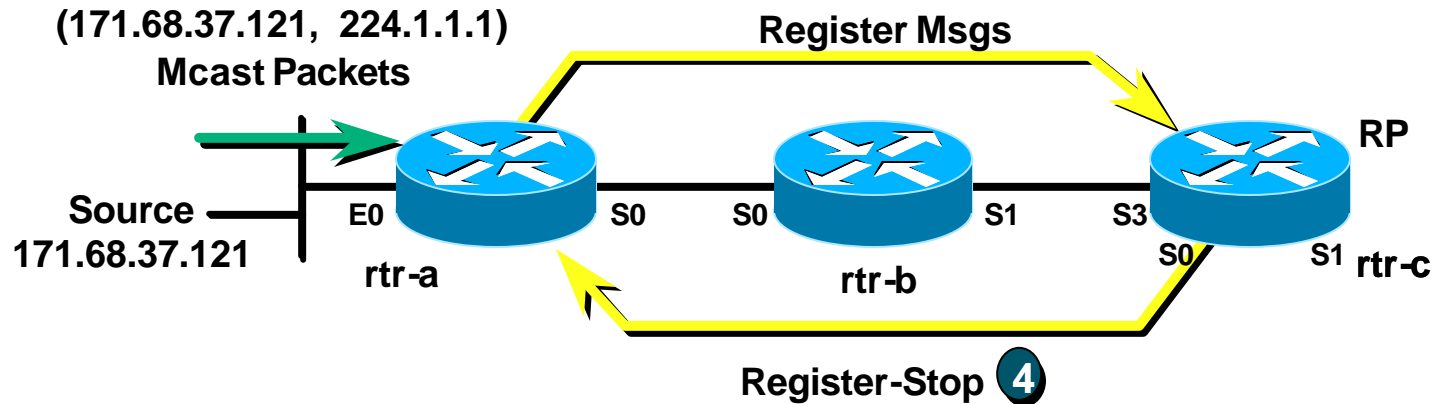 (171.68.37.121, 224.1.1.1)
Mcast Packets
Register Msgs
RP
Source
171.68.37.121
E0
S0
S0
S1
S3
S0
S1
rtr-a
rtr-b
rtr-c
Register-Stop 4